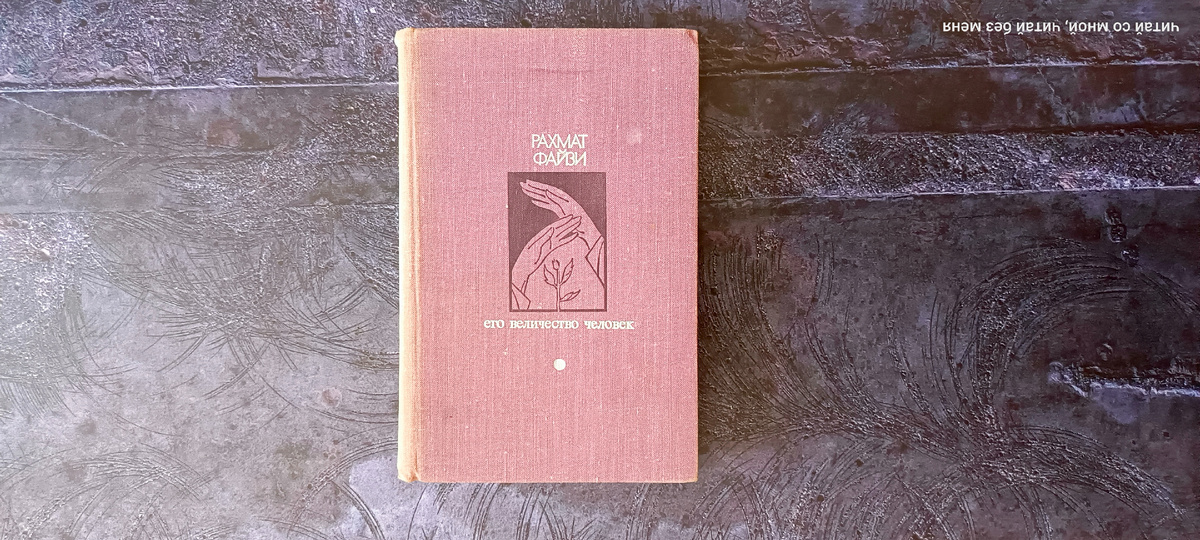 читай со мной, читай без меня
РАХМАТ
ФАЙЗИ
его величество человек